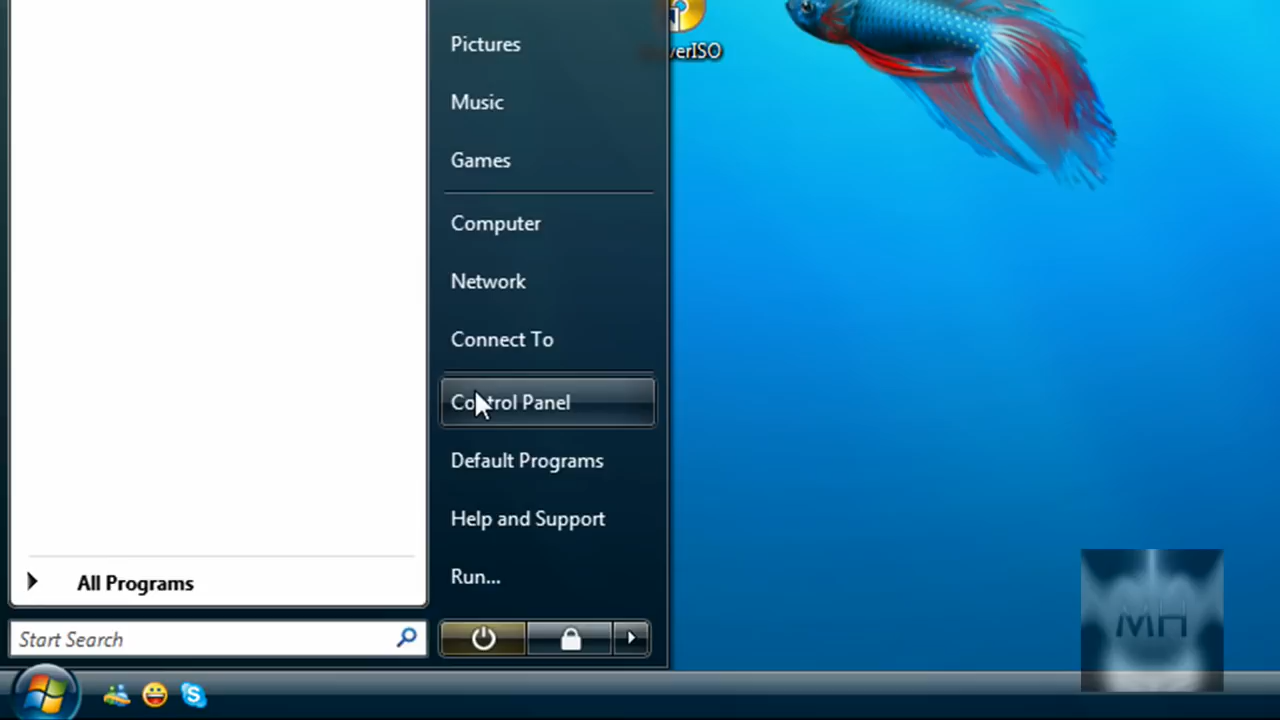 Pictures
Music
Games
Computer
Network
Connect To
Control Panel
Default Programs
Help and Support
Run...
All Programs
Start Search
verISO
MH